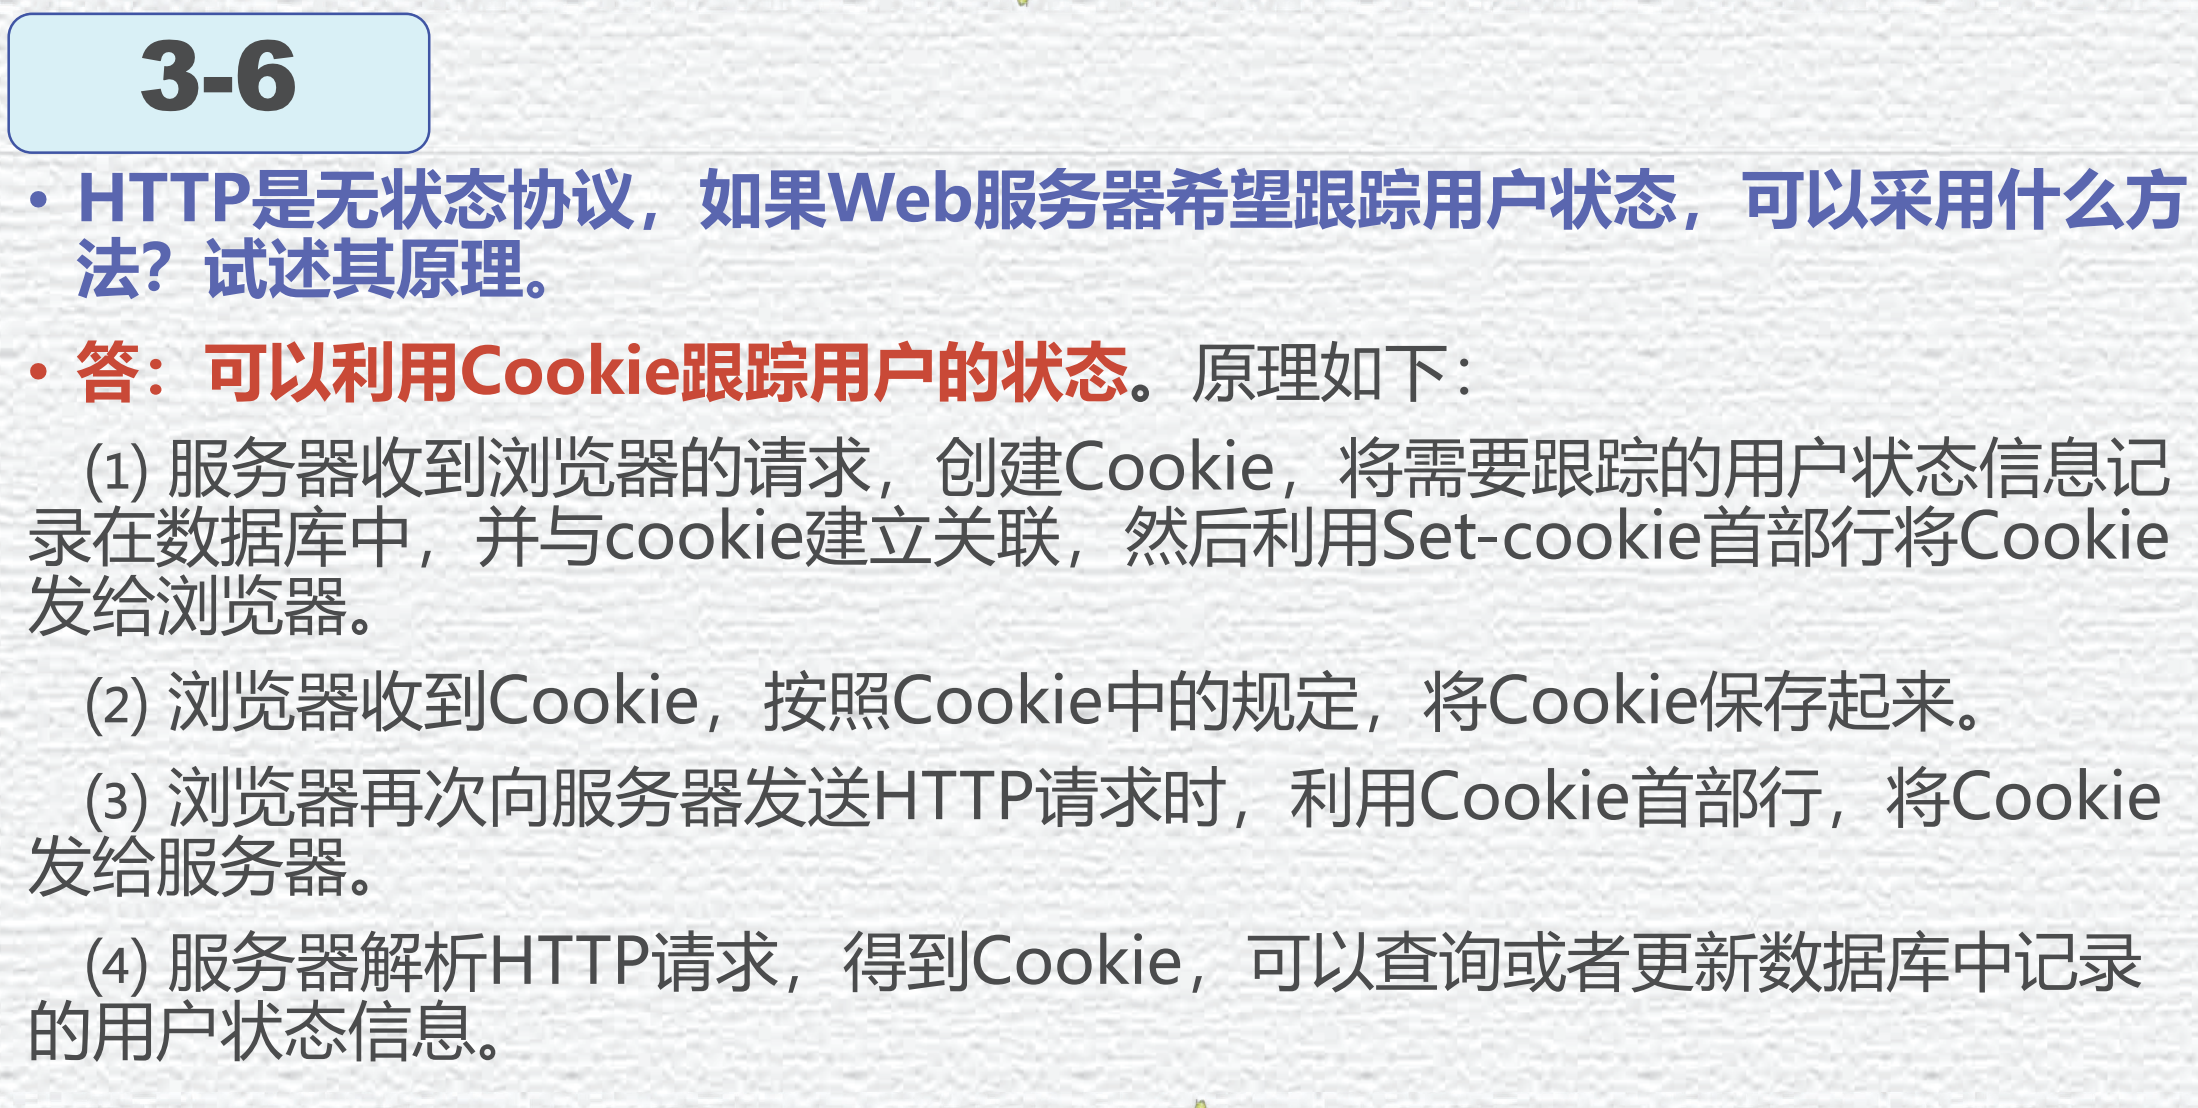 3-6
• HTTP是无状态协议，如果Web服务器希望跟踪用户状态，可以采用什么方
法？试述其原理。
• 答：可以利用Cookie跟踪用户的状态。原理如下：
(1) 服务器收到浏览器的请求，创建Cookie，将需要跟踪的用户状态信息记
录在数据库中，并与cookie建立关联，然后利用Set-cookie首部行将Cookie
发给浏览器。
(2) 浏览器收到Cookie，按照Cookie中的规定，将Cookie保存起来。
(3) 浏览器再次向服务器发送HTTP请求时，利用Cookie首部行，将Cookie
发给服务器。
(4) 服务器解析HTTP请求，得到Cookie，可以查询或者更新数据库中记录
的用户状态信息。